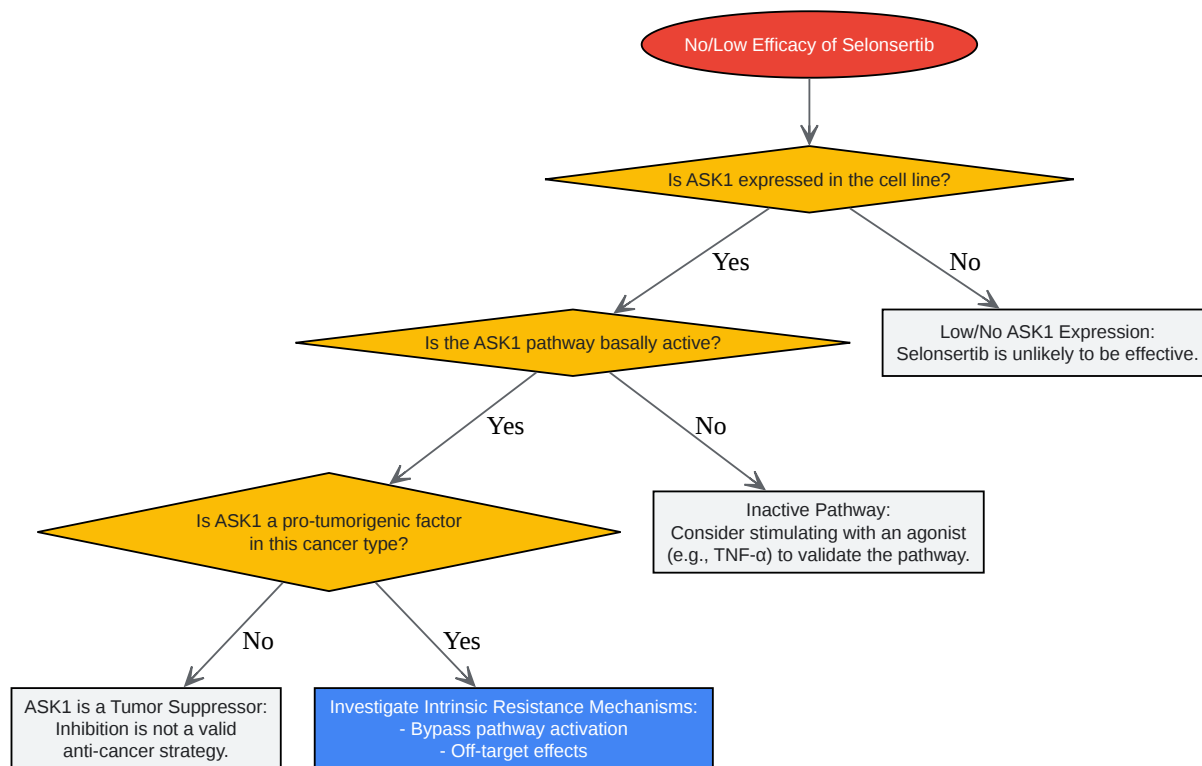 No/Low Efficacy of Selonsertib
Is ASK1 expressed in the cell line?
Yes
No
Is the ASK1 pathway basally active?
Low/No ASK1 Expression:
Selonsertib is unlikely to be effective.
Yes
No
Is ASK1 a pro-tumorigenic factor
in this cancer type?
Inactive Pathway:
Consider stimulating with an agonist
(e.g., TNF-α) to validate the pathway.
No
Yes
ASK1 is a Tumor Suppressor:
Inhibition is not a valid
anti-cancer strategy.
Investigate Intrinsic Resistance Mechanisms:
- Bypass pathway activation
- Off-target effects